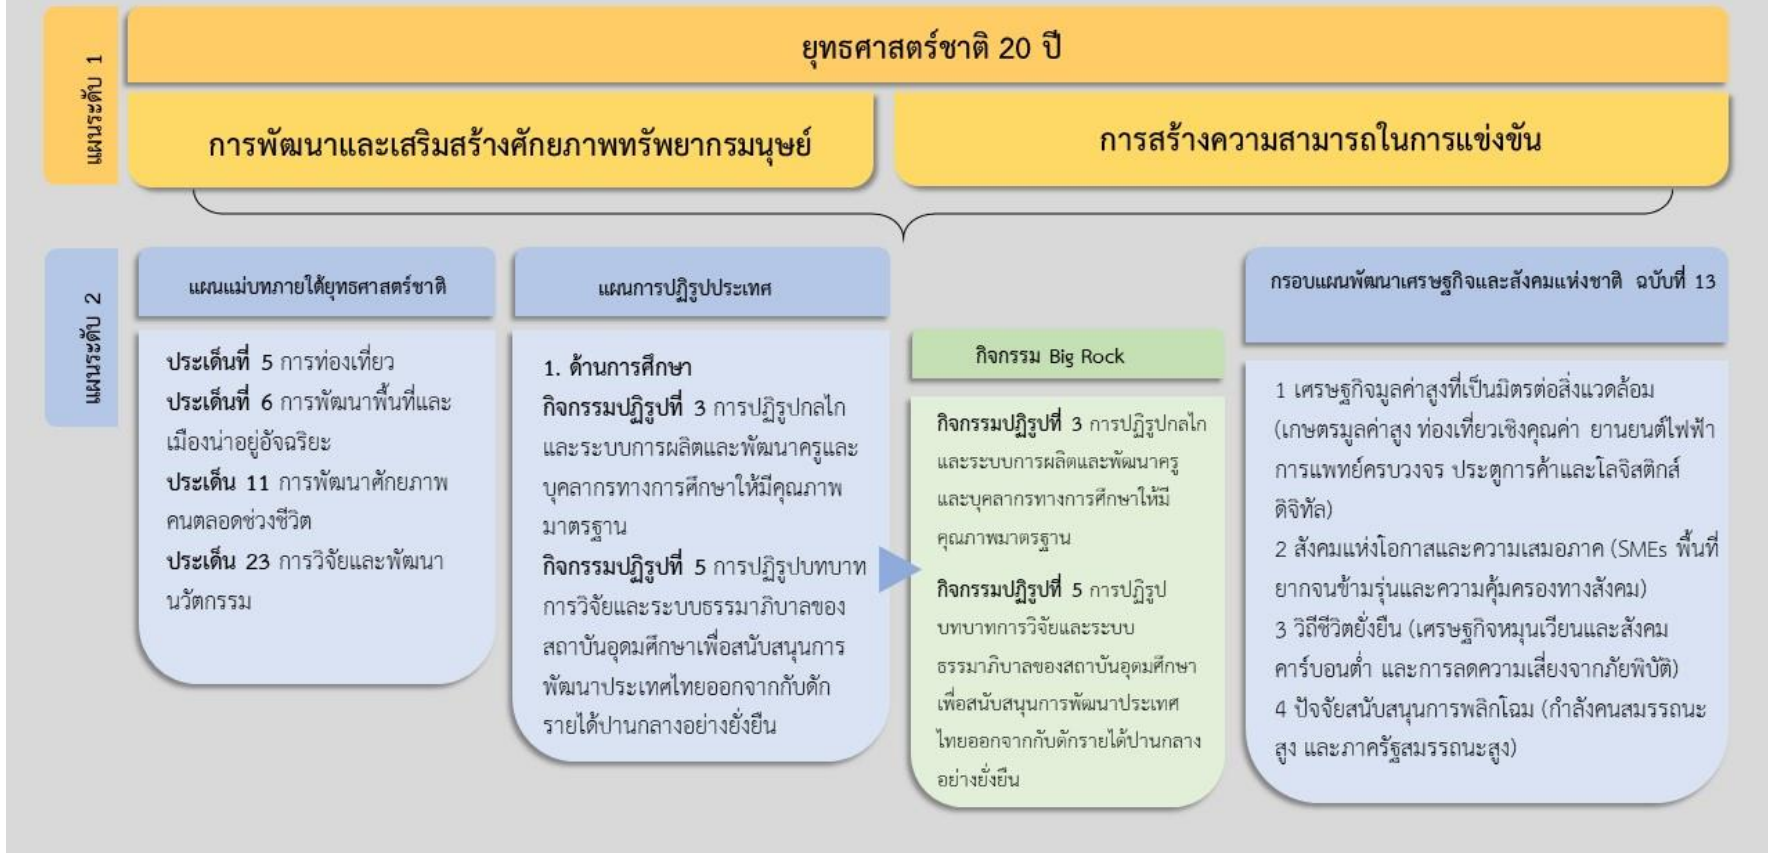 แผนระดับ 1
ยุทธศาสตร์ชาติ 20 ปี
การพัฒนาและเสริมสร้างศักยภาพทรัพยากรมนุษย์
การสร้างความสามารถในการแข่งขัน
แผนระดับ 2
แผนแม่บทภายใต้ยุทธศาสตร์ชาติ
ประเด็นที่ 5 การท่องเที่ยว
ประเด็นที่ 6 การพัฒนาพื้นที่และ
เมืองน่าอยู่อัจฉริยะ
ประเด็น 11 การพัฒนาศักยภาพ
คนตลอดช่วงชีวิต
ประเด็น 23 การวิจัยและพัฒนา
นวัตกรรม
แผนการปฏิรูปประเทศ
1. ด้านการศึกษา
กิจกรรมปฏิรูปที่ 3 การปฏิรูปกลไก
และระบบการผลิตและพัฒนาครูและ
บุคลากรทางการศึกษาให้มีคุณภาพ
มาตรฐาน
กิจกรรมปฏิรูปที่ 5 การปฏิรูปบทบาท
การวิจัยและระบบธรรมาภิบาลของ
สถาบันอุดมศึกษาเพื่อสนับสนุนการ
พัฒนาประเทศไทยออกจากกับดัก
รายได้ปานกลางอย่างยั่งยืน
กิจกรรม Big Rock
กิจกรรมปฏิรูปที่ 3 การปฏิรูปกลไก
และระบบการผลิตและพัฒนาครู
และบุคลากรทางการศึกษาให้มี
คุณภาพมาตรฐาน
กิจกรรมปฏิรูปที่ 5 การปฏิรูป
บทบาทการวิจัยและระบบ
ธรรมาภิบาลของสถาบันอุดมศึกษา
เพื่อสนับสนุนการพัฒนาประเทศ
ไทยออกจากกับดักรายได้ปานกลาง
อย่างยั่งยืน
กรอบแผนพัฒนาเศรษฐกิจและสังคมแห่งชาติ ฉบับที่ 13
1 เศรษฐกิจมูลค่าสูงที่เป็นมิตรต่อสิ่งแวดล้อม
(เกษตรมูลค่าสูง ท่องเที่ยวเชิงคุณค่า ยานยนต์ไฟฟ้า
การแพทย์ครบวงจร ประตูการค้าและโลจิสติกส์
ดิจิทัล)
2 สังคมแห่งโอกาสและความเสมอภาค (SMEs พื้นที่
ยากจนข้ามรุ่นและความคุ้มครองทางสังคม)
3 วิถีชีวิตยั่งยืน (เศรษฐกิจหมุนเวียนและสังคม
คาร์บอนต่ำ และการลดความเสี่ยงจากภัยพิบัติ)
4 ปัจจัยสนับสนุนการพลิกโฉม (กำลังคนสมรรถนะ
สูง และภาครัฐสมรรถนะสูง)